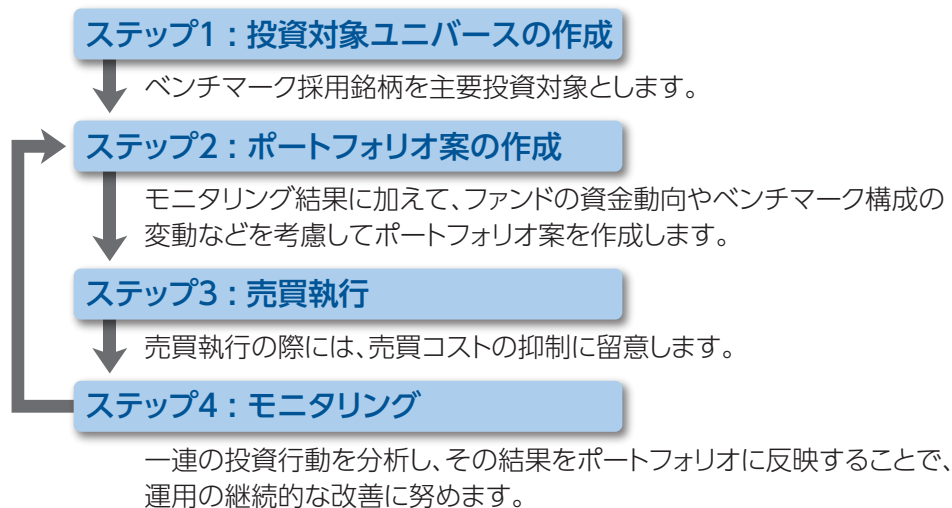 ステップ1：投資対象ユニバースの作成
ベンチマーク採用銘柄を主要投資対象とします。
ステップ2：ポートフォリオ案の作成
モニタリング結果に加えて、ファンドの資金動向やベンチマーク構成の
変動などを考慮してポートフォリオ案を作成します。
ステップ3：売買執行
売買執行の際には、売買コストの抑制に留意します。
ステップ4：モニタリング
一連の投資行動を分析し、その結果をポートフォリオに反映することで、
運用の継続的な改善に努めます。